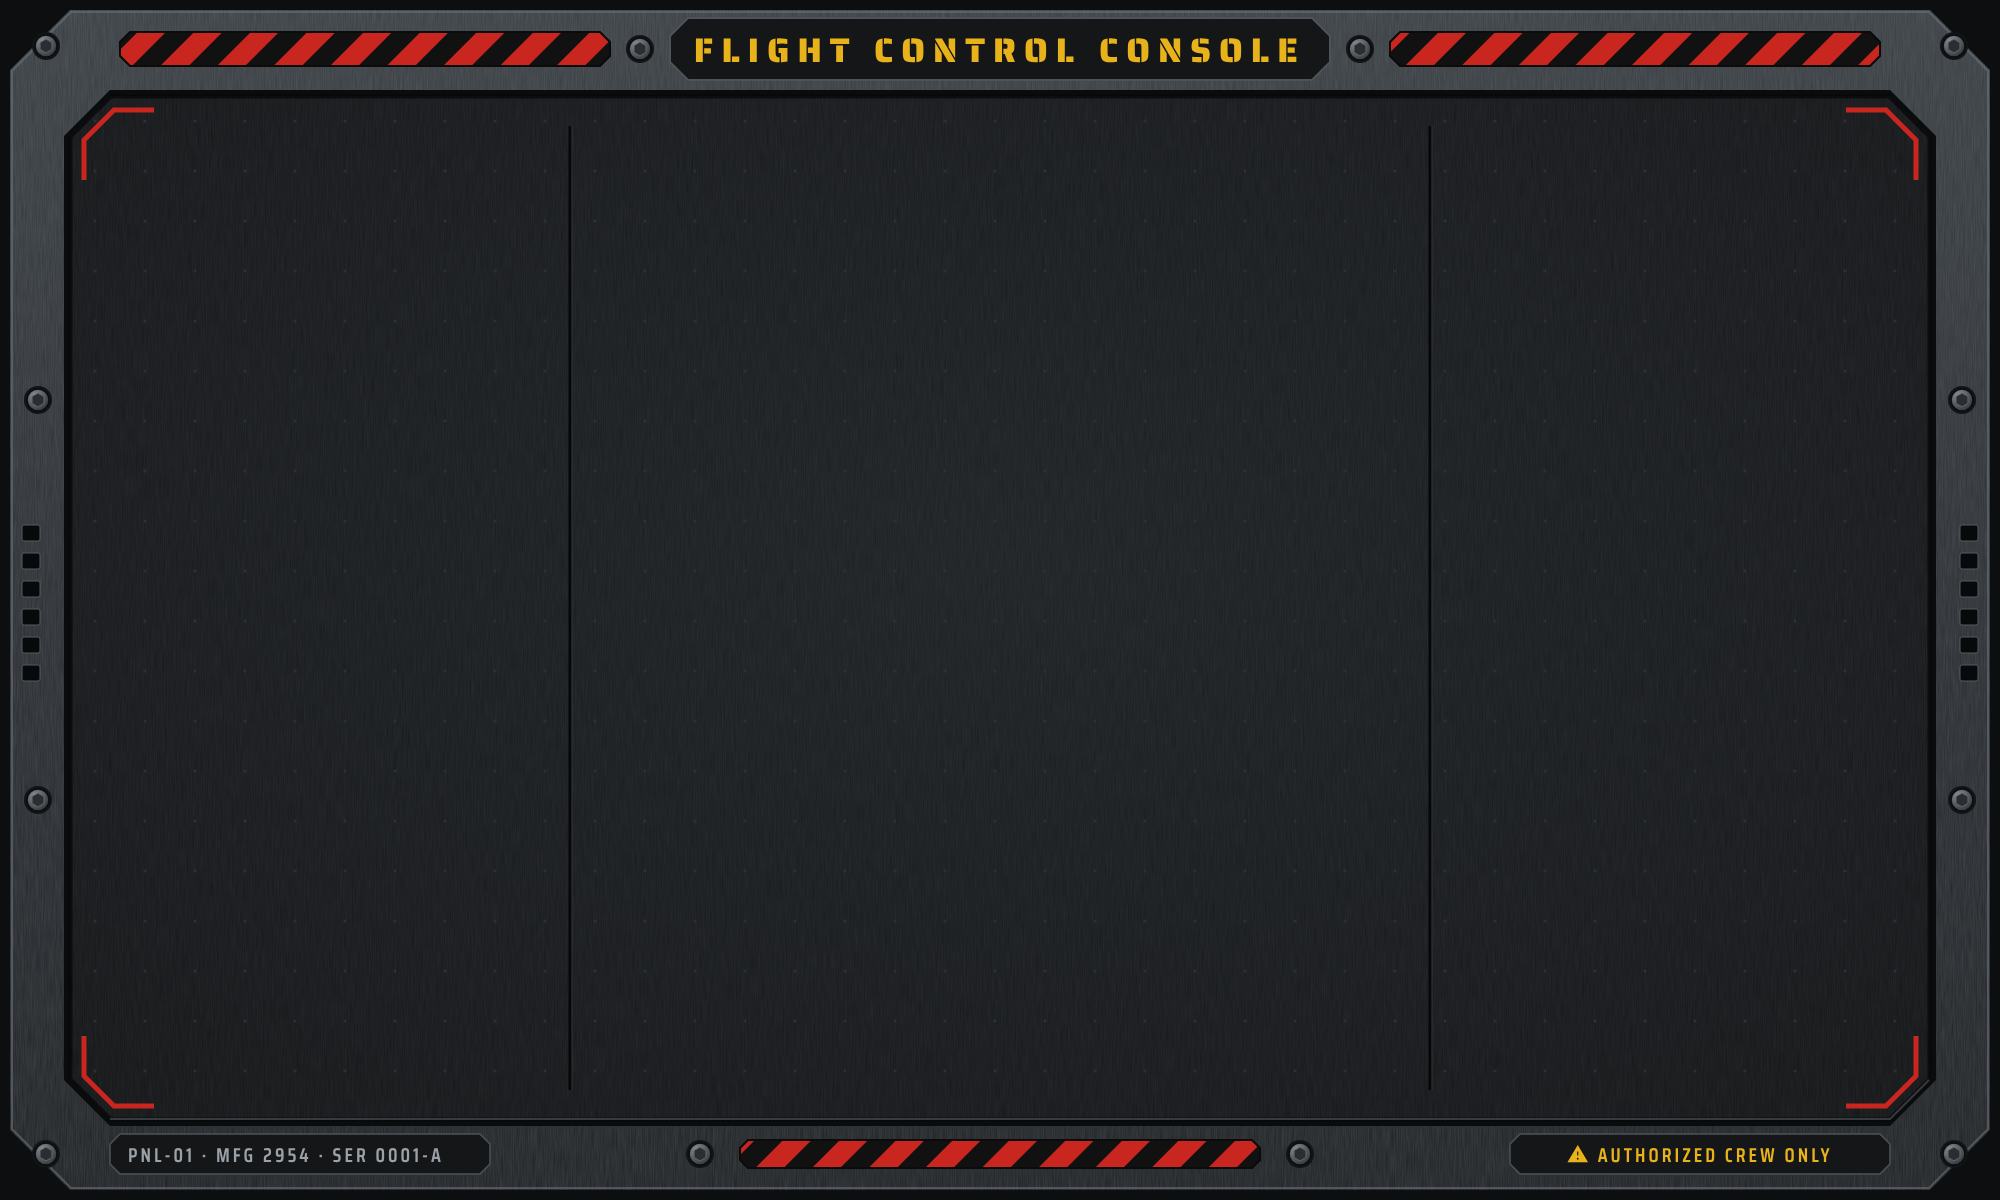 FLIGHT CONTROL CONSOLE
PNL-01 · MFG 2954 · SER 0001-A
AUTHORIZED CREW ONLY